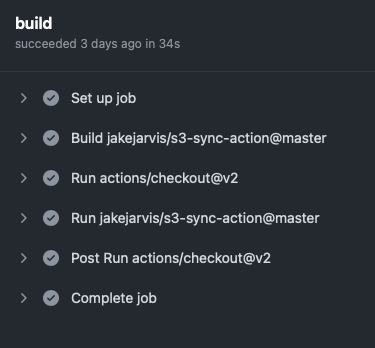 build
succeeded 3 days ago in 34s
Set up job
Build jakejarvis/s3-sync-action@master
Run actions/checkout@v2
Run jakejarvis/s3-sync-action@master
Post Run actions/checkout@v2
Complete job